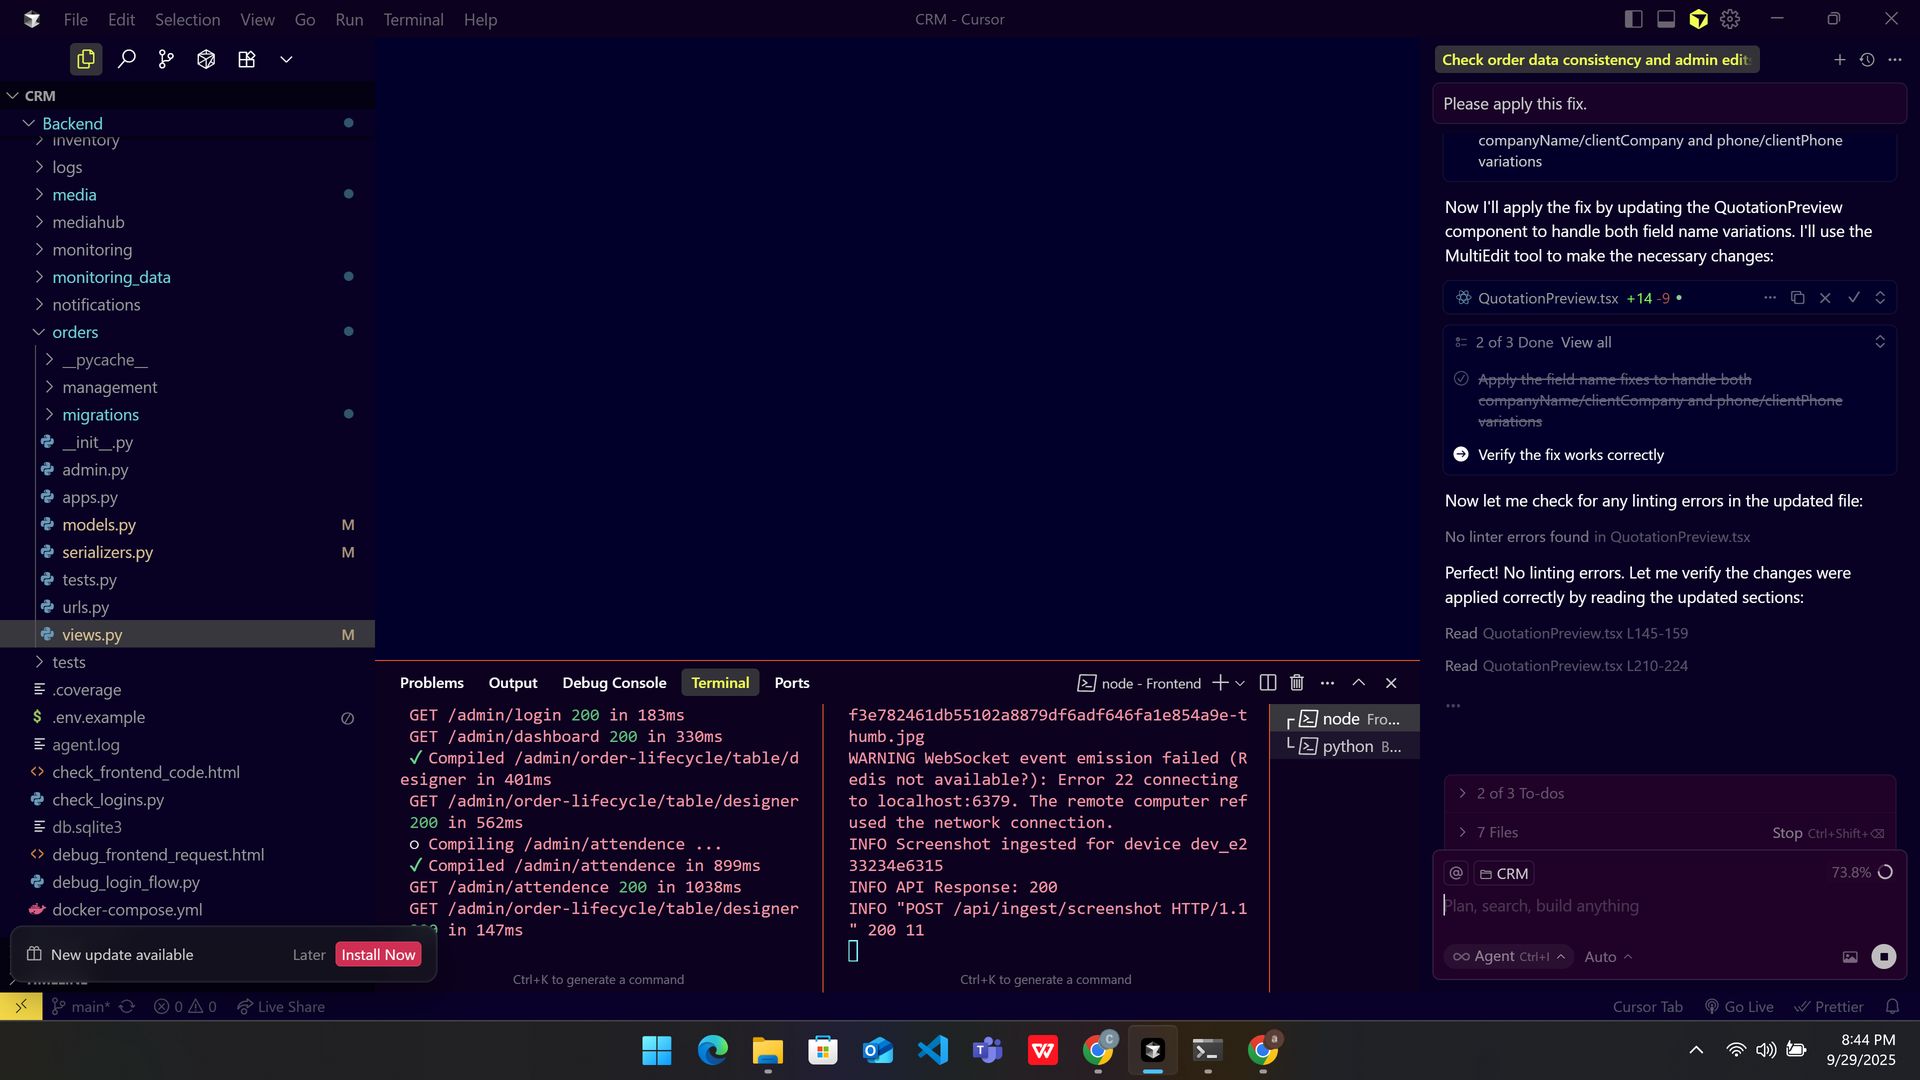 File Edit Selection View Go Run Terminal Help
CRM - Cursor
CRM
Backend
inventory
logs
media
mediahub
monitoring
monitoring_data
notifications
orders
__pycache__
management
migrations
__init__.py
admin.py
apps.py
models.py M
serializers.py M
tests.py
urls.py
views.py M
tests
.coverage
.env.example
agent.log
check_frontend_code.html
check_logins.py
db.sqlite3
debug_frontend_request.html
debug_login_flow.py
docker-compose.yml
New update available Later Install Now
TIMELINE
Problems Output Debug Console Terminal Ports
node - Frontend
GET /admin/login 200 in 183ms
GET /admin/dashboard 200 in 330ms
✓ Compiled /admin/order-lifecycle/table/d
esigner in 401ms
GET /admin/order-lifecycle/table/designer
200 in 562ms
○ Compiling /admin/attendence ...
✓ Compiled /admin/attendence in 899ms
GET /admin/attendence 200 in 1038ms
GET /admin/order-lifecycle/table/designer
200 in 147ms
Ctrl+K to generate a command
f3e782461db55102a8879df6adf646fa1e854a9e-t
humb.jpg
WARNING WebSocket event emission failed (R
edis not available?): Error 22 connecting
to localhost:6379. The remote computer ref
used the network connection.
INFO Screenshot ingested for device dev_e2
33234e6315
INFO API Response: 200
INFO "POST /api/ingest/screenshot HTTP/1.1
" 200 11
Ctrl+K to generate a command
node Fro...
python B...
Check order data consistency and admin edit
Please apply this fix.
companyName/clientCompany and phone/clientPhone
variations
Now I'll apply the fix by updating the QuotationPreview
component to handle both field name variations. I'll use the
MultiEdit tool to make the necessary changes:
QuotationPreview.tsx +14 -9
2 of 3 Done View all
Apply the field name fixes to handle both
companyName/clientCompany and phone/clientPhone
variations
Verify the fix works correctly
Now let me check for any linting errors in the updated file:
No linter errors found in QuotationPreview.tsx
Perfect! No linting errors. Let me verify the changes were
applied correctly by reading the updated sections:
Read QuotationPreview.tsx L145-159
Read QuotationPreview.tsx L210-224
...
2 of 3 To-dos
7 Files Stop Ctrl+Shift+⌫
@ CRM 73.8%
Plan, search, build anything
Agent Ctrl+I Auto
main* 0 0 Live Share
Cursor Tab Go Live Prettier
8:44 PM
9/29/2025